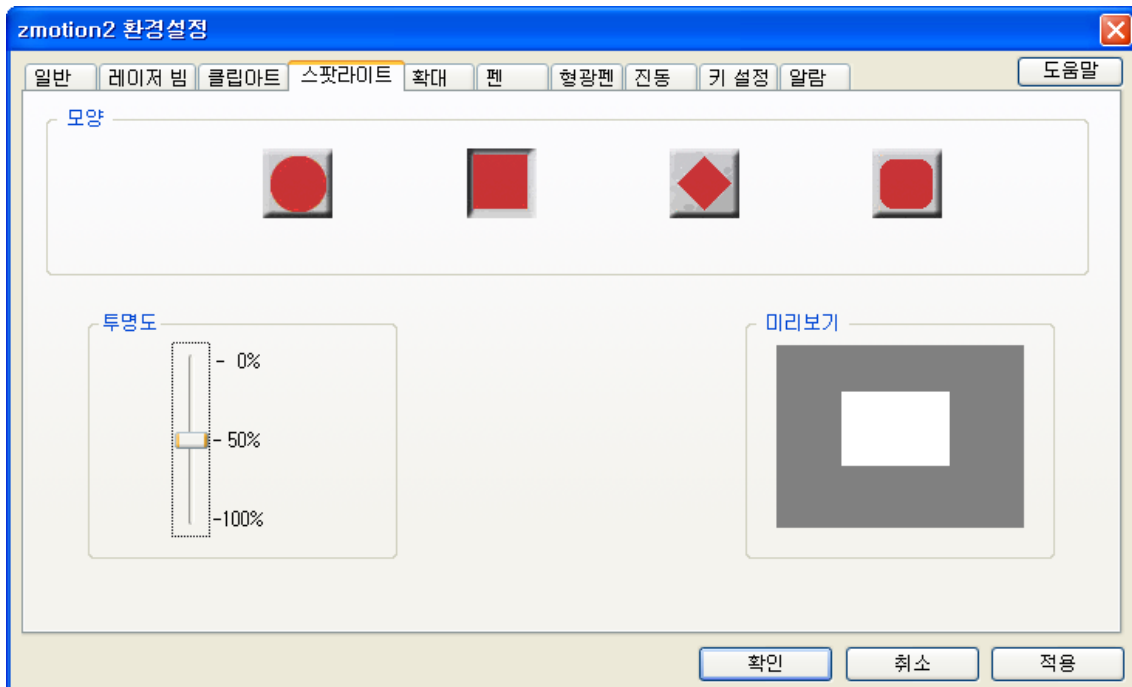 zmotion2 환경설정
일반 레이저 빔 클립아트 스팟라이트 확대 펜 형광펜 진동 키 설정 알람 도움말
모양
투명도 미리보기
- 0%
- 50%
-100%
확인 취소 적용